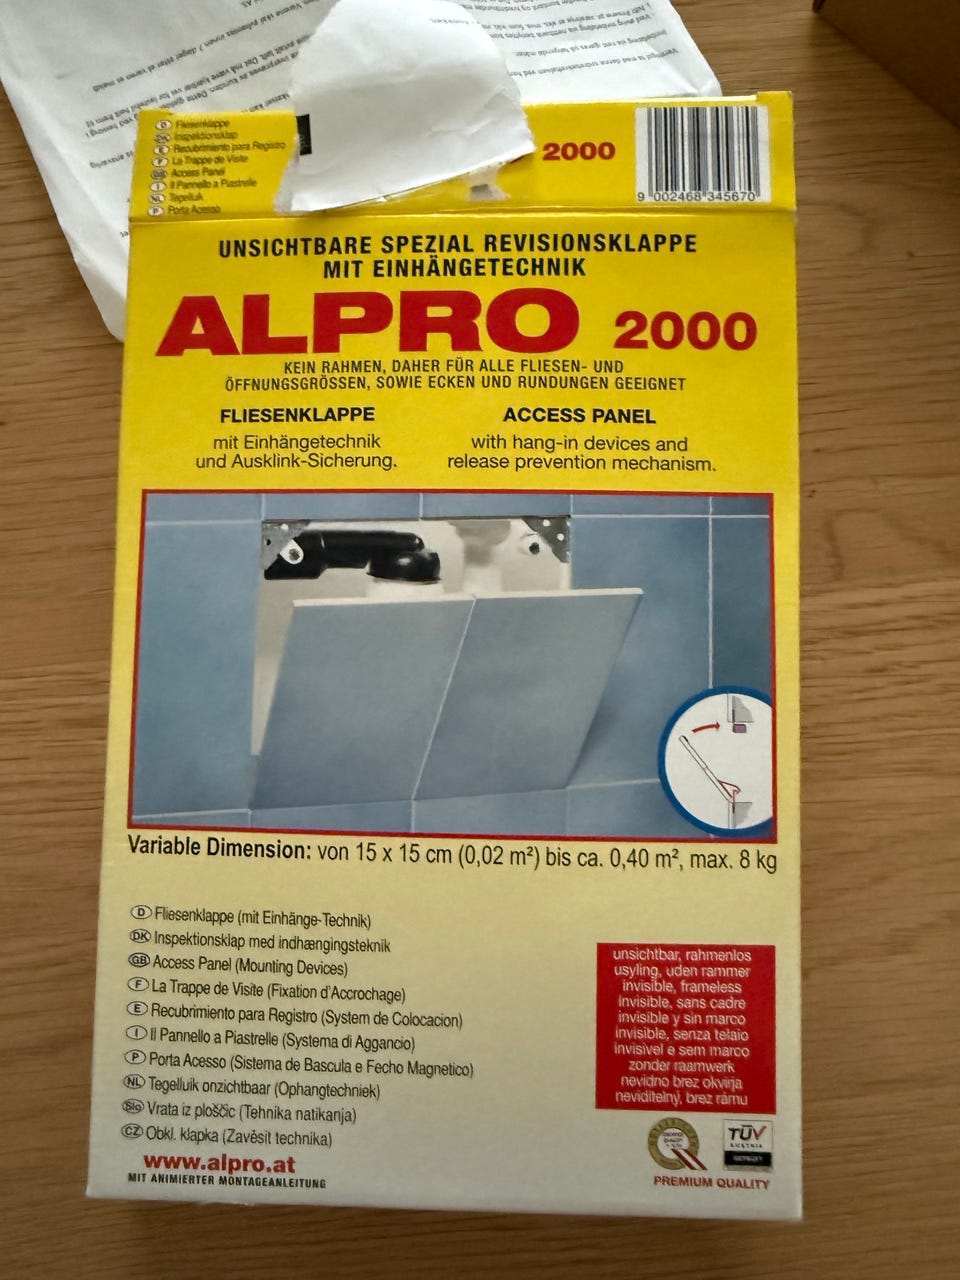 Fliesenklappe
Inspektionsklap
Recubrimiento para Registro
La Trappe de Visite
Access Panel
Il Pannello a Piastrelle
Tegelluik
Porta Acesso
2000
9 002468 345670
UNSICHTBARE SPEZIAL REVISIONSKLAPPE
MIT EINHÄNGETECHNIK
ALPRO 2000
KEIN RAHMEN, DAHER FÜR ALLE FLIESEN- UND
ÖFFNUNGSGRÖSSEN, SOWIE ECKEN UND RUNDUNGEN GEEIGNET
FLIESENKLAPPE
mit Einhängetechnik
und Ausklink-Sicherung.
ACCESS PANEL
with hang-in devices and
release prevention mechanism.
Variable Dimension: von 15 x 15 cm (0,02 m²) bis ca. 0,40 m², max. 8 kg
D Fliesenklappe (mit Einhänge-Technik)
DK Inspektionsklap med indhængingsteknik
GB Access Panel (Mounting Devices)
F La Trappe de Visite (Fixation d'Accrochage)
E Recubrimiento para Registro (System de Colocacion)
I Il Pannello a Piastrelle (Systema di Aggancio)
P Porta Acesso (Sistema de Bascula e Fecho Magnetico)
NL Tegelluik onzichtbaar (Ophangtechniek)
Slo Vrata iz ploščic (Tehnika natikanja)
CZ Obkl. klapka (Zavěsit technika)
www.alpro.at
MIT ANIMIERTER MONTAGEANLEITUNG
unsichtbar, rahmenlos
usyling, uden rammer
invisible, frameless
invisible, sans cadre
invisible y sin marco
invisible, senza telaio
invisivel e sem marco
zonder raamwerk
nevidno brez okvirja
neviditelný, brez rámu
TÜV
AUSTRIA
GEPRÜFT
PREMIUM QUALITY